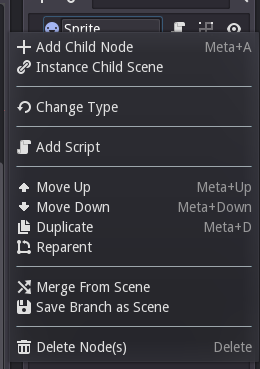 Sprite
Add Child Node Meta+A
Instance Child Scene
Change Type
Add Script
Move Up Meta+Up
Move Down Meta+Down
Duplicate Meta+D
Reparent
Merge From Scene
Save Branch as Scene
Delete Node(s) Delete